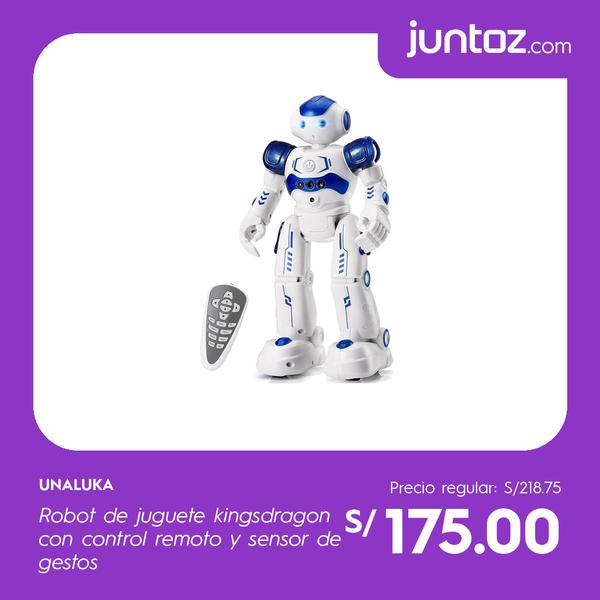 juntoz.com
UNALUKA
Precio regular: S/218.75
Robot de juguete kingsdragon
con control remoto y sensor de
gestos
S/ 175.00